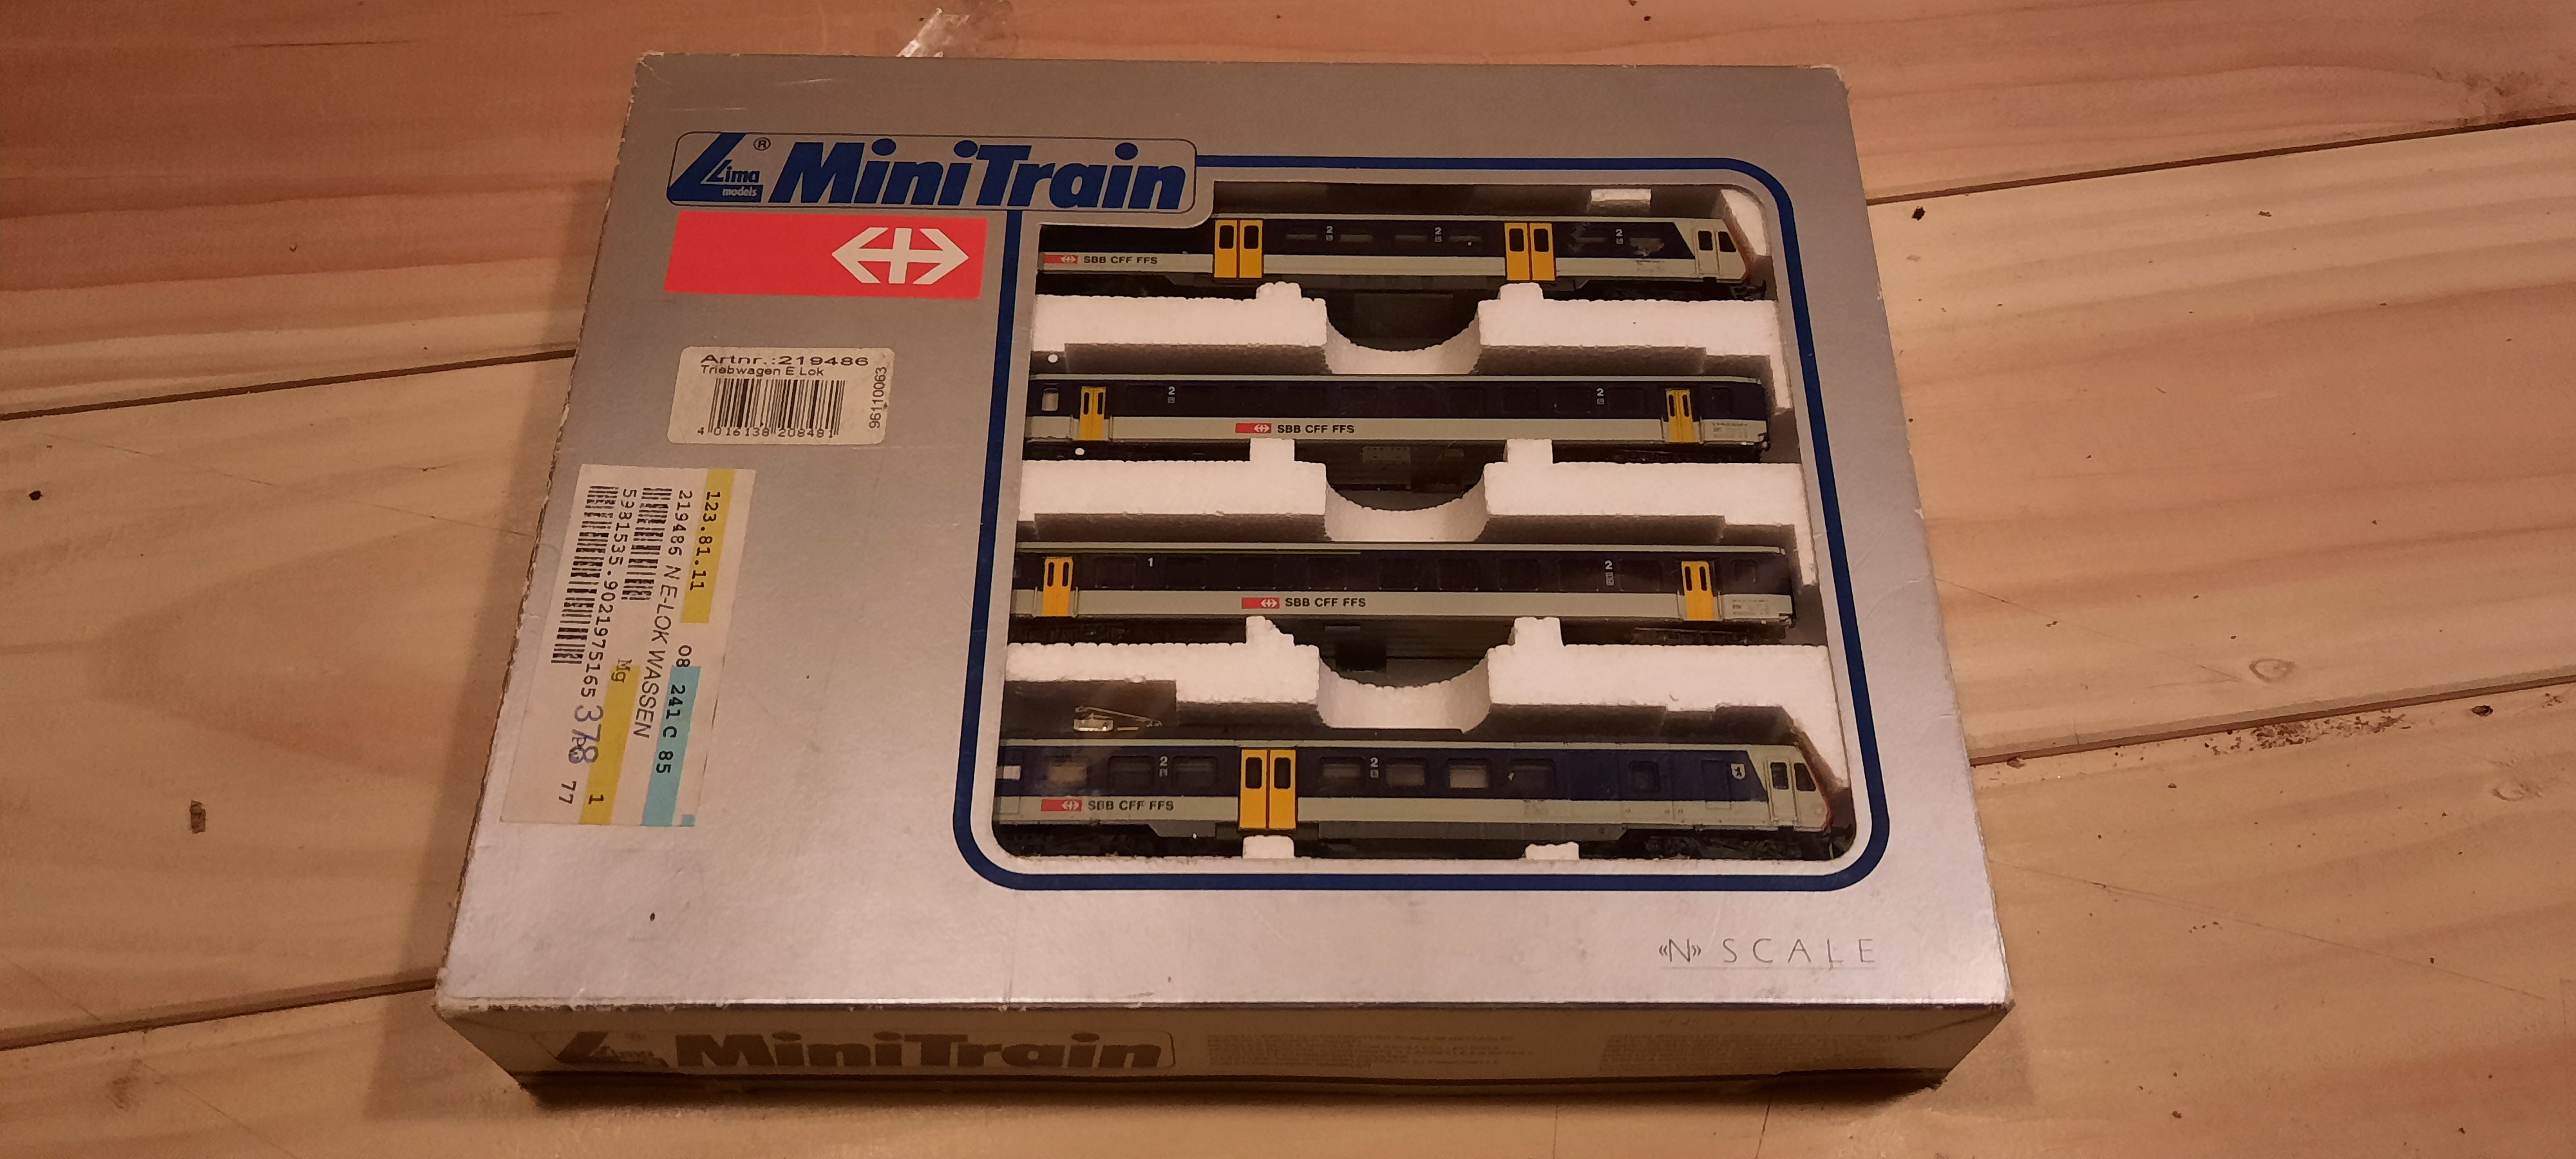 Lima®
models
MiniTrain
Artnr.:219486
Triebwagen E Lok
4 016138 208481
96110063
123.81.11 08 241 C 85
219486 N E-LOK WASSEN
5981535.9021975165 Mg 1
378
77
2 2 2
SBB CFF FFS
2 2
SBB CFF FFS
1 2
SBB CFF FFS
2 2
SBB CFF FFS
«N» SCALE
Lima
MiniTrain